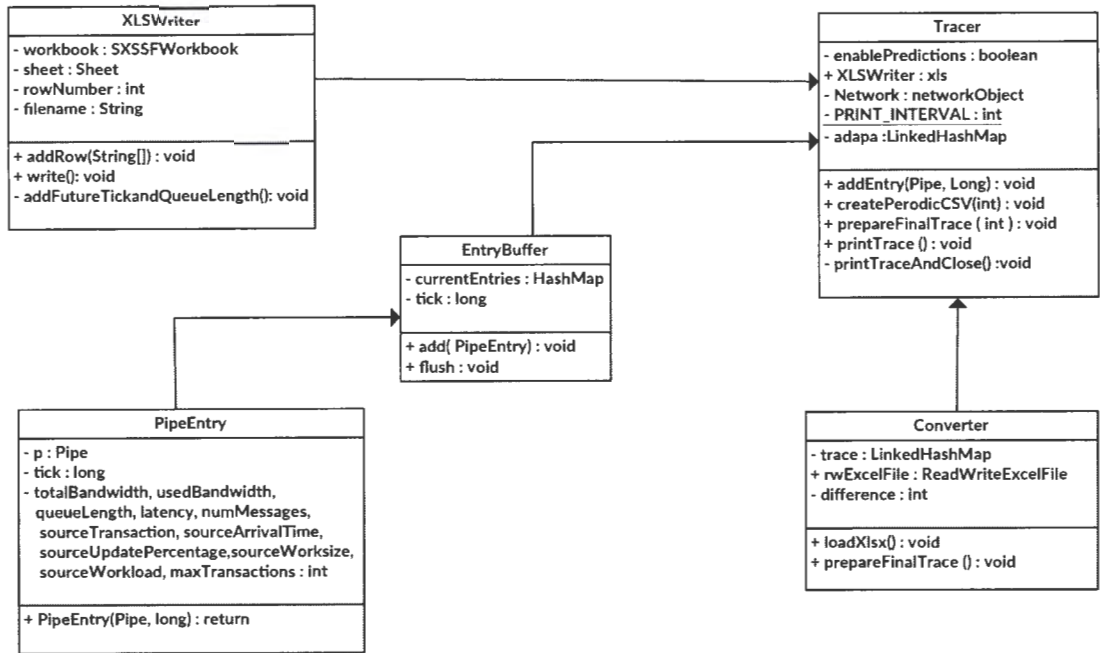 XLSWriter
- workbook : SXSSFWorkbook
- sheet : Sheet
- rowNumber : int
- filename : String
+ addRow(String[]) : void
+ write(): void
- addFutureTickandQueueLength(): void
Tracer
- enablePredictions : boolean
+ XLSWriter : xls
- Network : networkObject
- PRINT_INTERVAL : int
- adapa :LinkedHashMap
+ addEntry(Pipe, Long) : void
+ createPerodicCSV(int) : void
+ prepareFinalTrace ( int ) : void
+ printTrace () : void
- printTraceAndClose() :void
EntryBuffer
- currentEntries : HashMap
- tick : long
+ add( PipeEntry) : void
+ flush : void
PipeEntry
- p : Pipe
- tick : long
- totalBandwidth, usedBandwidth,
queueLength, latency, numMessages,
sourceTransaction, sourceArrivalTime,
sourceUpdatePercentage,sourceWorksize,
sourceWorkload, maxTransactions : int
+ PipeEntry(Pipe, long) : return
Converter
- trace : LinkedHashMap
+ rwExcelFile : ReadWriteExcelFile
- difference : int
+ loadXlsx() : void
+ prepareFinalTrace () : void